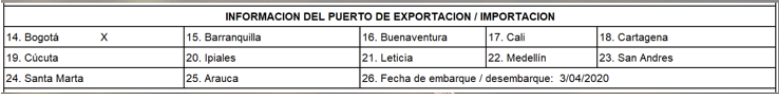 INFORMACION DEL PUERTO DE EXPORTACION / IMPORTACION
14. Bogotá X 15. Barranquilla 16. Buenaventura 17. Cali 18. Cartagena
19. Cúcuta 20. Ipiales 21. Leticia 22. Medellín 23. San Andres
24. Santa Marta 25. Arauca 26. Fecha de embarque / desembarque: 3/04/2020